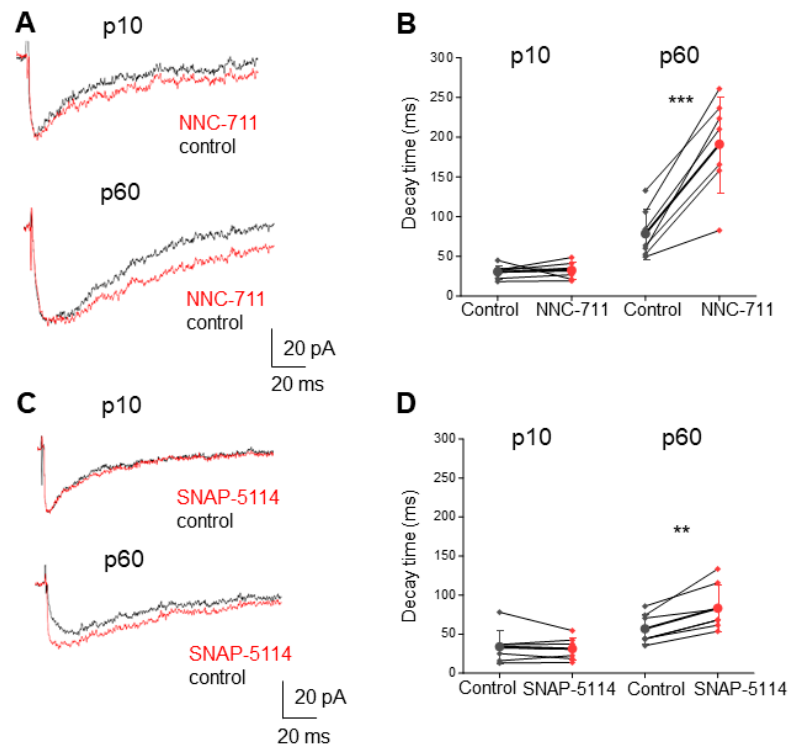 A
p10
NNC-711
control
p60
NNC-711
control
20 pA
20 ms
B
p10
p60
Decay time (ms)
300
250
200
150
100
50
0
***
Control
NNC-711
Control
NNC-711
C
p10
SNAP-5114
control
p60
SNAP-5114
control
20 pA
20 ms
D
p10
p60
Decay time (ms)
300
250
200
150
100
50
0
**
Control
SNAP-5114
Control
SNAP-5114